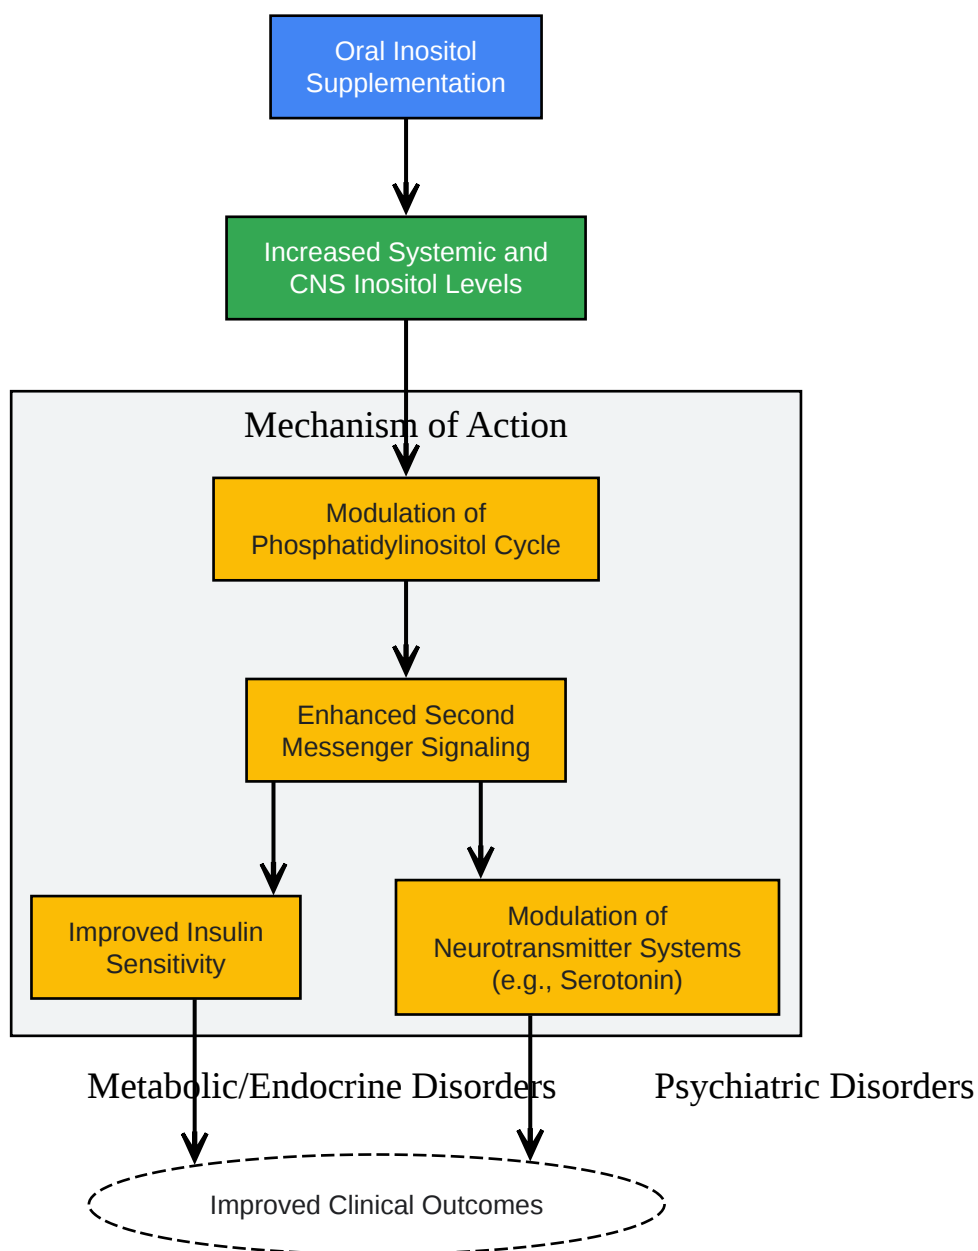 Oral Inositol
Supplementation
Increased Systemic and
CNS Inositol Levels
Mechanism of Action
Modulation of
Phosphatidylinositol Cycle
Enhanced Second
Messenger Signaling
Improved Insulin
Sensitivity
Modulation of
Neurotransmitter Systems
(e.g., Serotonin)
Metabolic/Endocrine Disorders
Psychiatric Disorders
Improved Clinical Outcomes